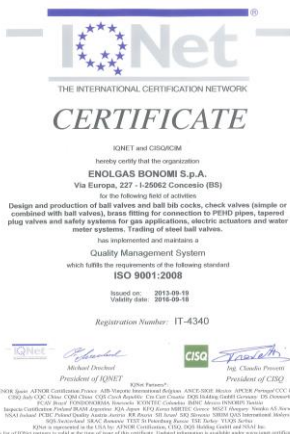 IQNet
®
THE INTERNATIONAL CERTIFICATION NETWORK
CERTIFICATE
IQNET and CISQ/ICIM
hereby certify that the organization
ENOLGAS BONOMI S.p.A.
Via Europa, 227 - I-25062 Concesio (BS)
for the following field of activities
Design and production of ball valves and ball bib cocks, check valves (simple or
combined with ball valves), brass fitting for connection to PEHD pipes, tapered
plug valves and safety systems for gas applications, electric actuators and water
meter systems. Trading of steel ball valves.
has implemented and maintains a
Quality Management System
which fulfills the requirements of the following standard
ISO 9001:2008
Issued on: 2013-09-19
Validity date: 2016-09-18
Registration Number: IT-4340
IQNet
CISQ
Michael Drechsel
Ing. Claudio Provetti
President of IQNET
President of CISQ
IQNet Partners*: